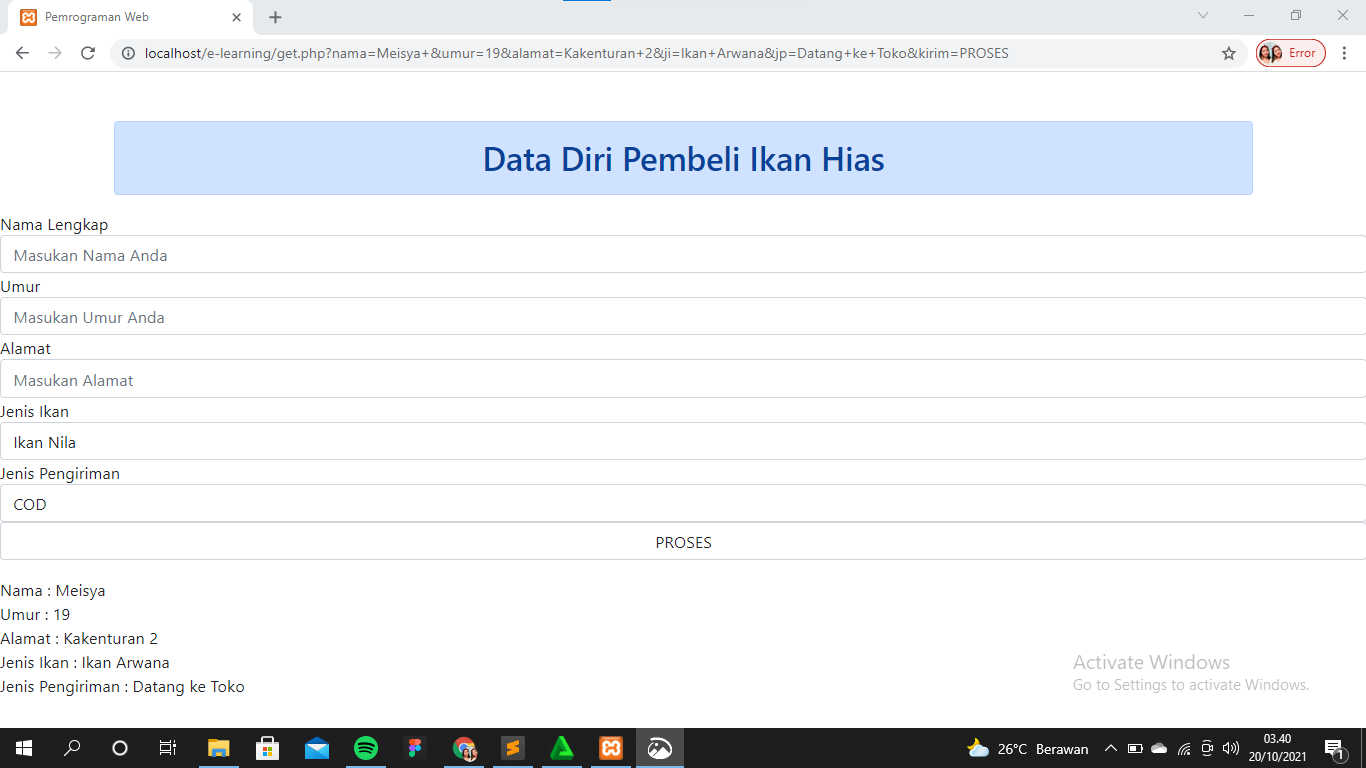 Pemrograman Web
localhost/e-learning/get.php?nama=Meisya+&umur=19&alamat=Kakenturan+2&ji=Ikan+Arwana&jp=Datang+ke+Toko&kirim=PROSES
Error
Data Diri Pembeli Ikan Hias
Nama Lengkap
Masukan Nama Anda
Umur
Masukan Umur Anda
Alamat
Masukan Alamat
Jenis Ikan
Ikan Nila
Jenis Pengiriman
COD
PROSES
Nama : Meisya
Umur : 19
Alamat : Kakenturan 2
Jenis Ikan : Ikan Arwana
Jenis Pengiriman : Datang ke Toko
Activate Windows
Go to Settings to activate Windows.
26°C Berawan
03.40
20/10/2021
1